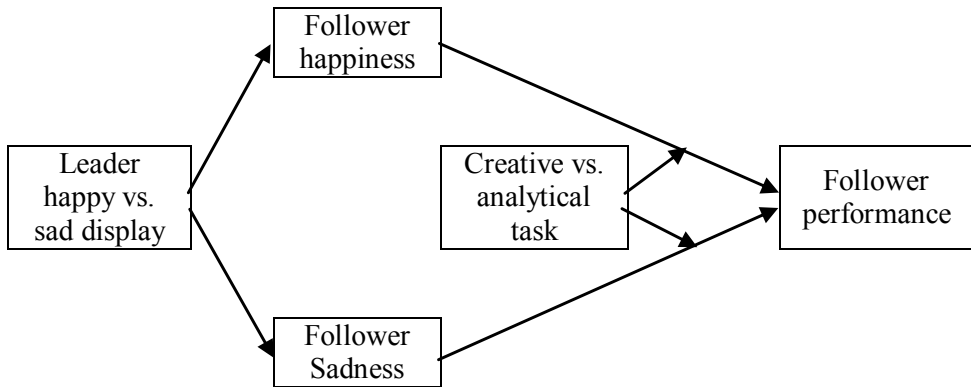 Follower
happiness
Leader
happy vs.
sad display
Creative vs.
analytical
task
Follower
performance
Follower
Sadness